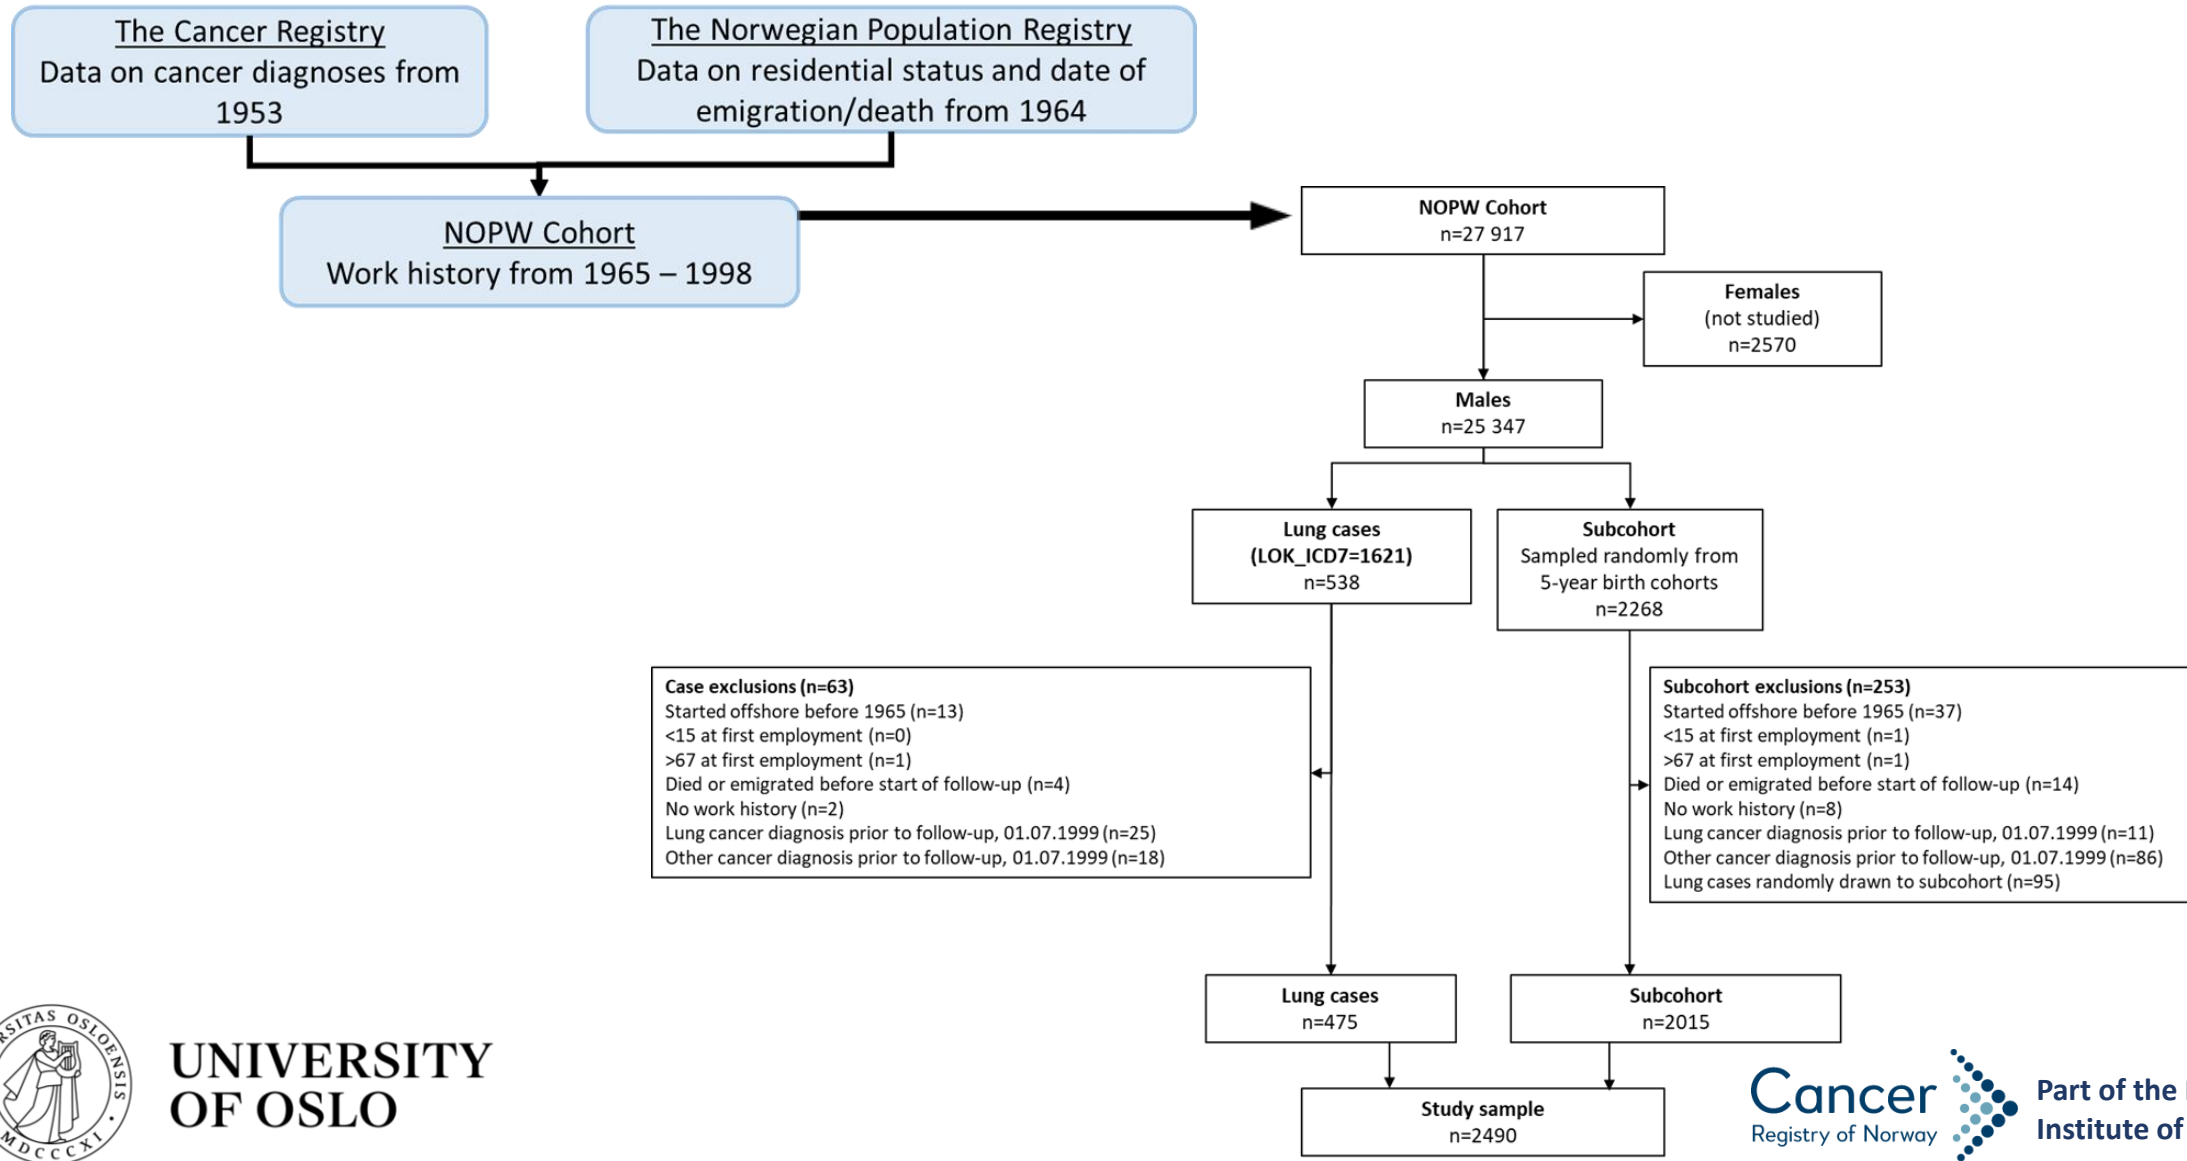 The Cancer Registry
Data on cancer diagnoses from
1953
The Norwegian Population Registry
Data on residential status and date of
emigration/death from 1964
NOPW Cohort
Work history from 1965 – 1998
NOPW Cohort
n=27 917
Females
(not studied)
n=2570
Males
n=25 347
Lung cases
(LOK_ICD7=1621)
n=538
Subcohort
Sampled randomly from
5-year birth cohorts
n=2268
Case exclusions (n=63)
Started offshore before 1965 (n=13)
<15 at first employment (n=0)
>67 at first employment (n=1)
Died or emigrated before start of follow-up (n=4)
No work history (n=2)
Lung cancer diagnosis prior to follow-up, 01.07.1999 (n=25)
Other cancer diagnosis prior to follow-up, 01.07.1999 (n=18)
Subcohort exclusions (n=253)
Started offshore before 1965 (n=37)
<15 at first employment (n=1)
>67 at first employment (n=1)
Died or emigrated before start of follow-up (n=14)
No work history (n=8)
Lung cancer diagnosis prior to follow-up, 01.07.1999 (n=11)
Other cancer diagnosis prior to follow-up, 01.07.1999 (n=86)
Lung cases randomly drawn to subcohort (n=95)
Lung cases
n=475
Subcohort
n=2015
Study sample
n=2490
RSITAS OSLOENSIS
MDCCCXI
UNIVERSITY
OF OSLO
Cancer
Registry of Norway
Part of the
Institute of